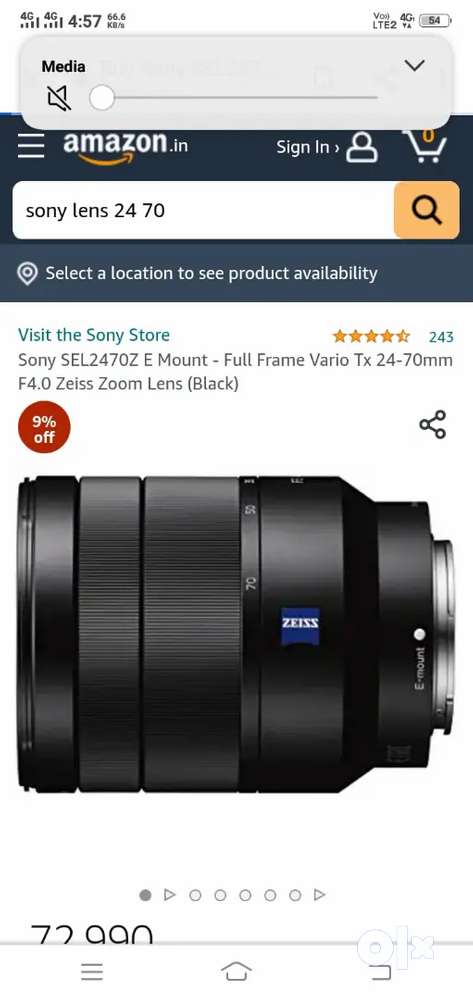 4G 4G 4:57 66.6 KB/s Vo)) LTE2 4G 54
Media
amazon.in
Sign In ›
0
sony lens 24 70
Select a location to see product availability
Visit the Sony Store
243
Sony SEL2470Z E Mount - Full Frame Vario Tx 24-70mm
F4.0 Zeiss Zoom Lens (Black)
9%
off
50
70
ZEISS
E-mount
72,990
olx